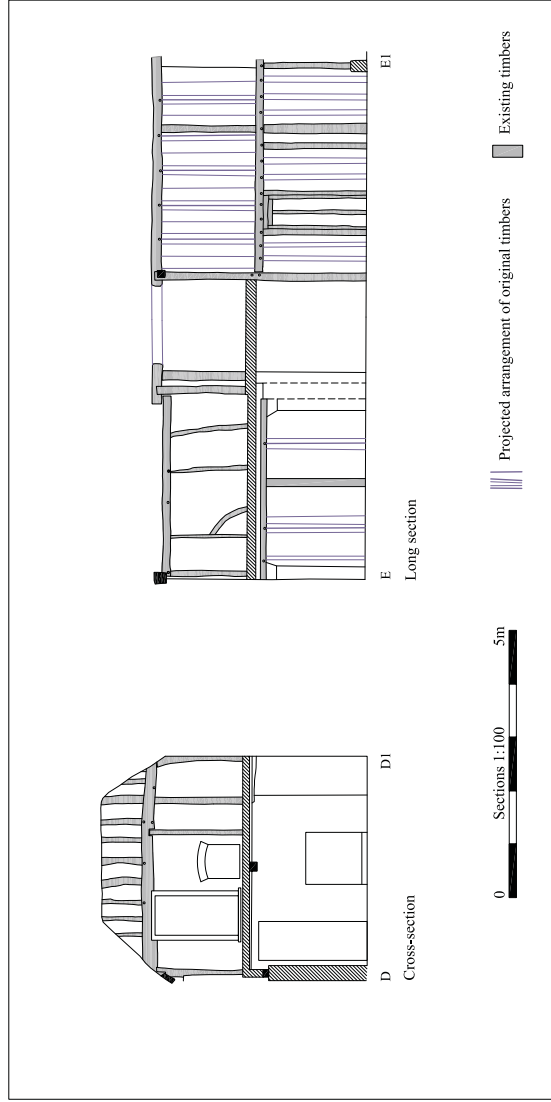 D
D1
Cross-section
E
E1
Long section
0
Sections 1:100
5m
Projected arrangement of original timbers
Existing timbers